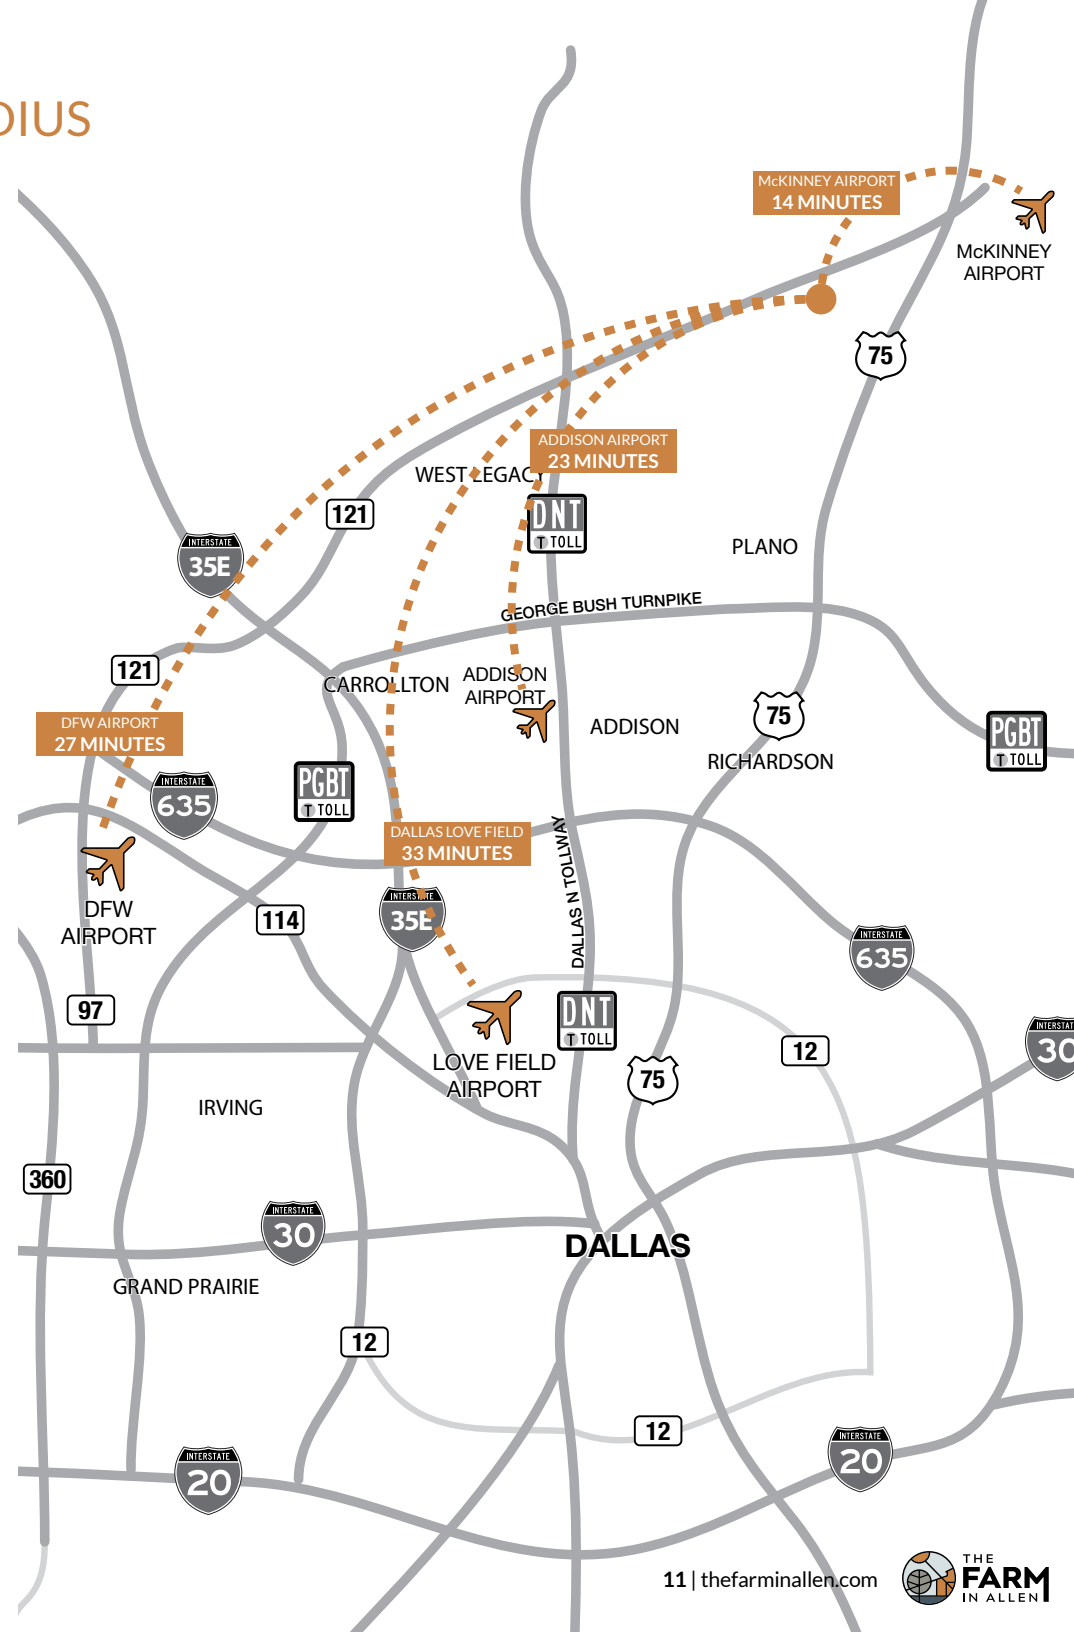 DIUS
McKINNEY AIRPORT
14 MINUTES
McKINNEY
AIRPORT
75
ADDISON AIRPORT
23 MINUTES
WEST LEGACY
121
DNT
T TOLL
INTERSTATE
35E
PLANO
GEORGE BUSH TURNPIKE
121
CARROLLTON
ADDISON
AIRPORT
DFW AIRPORT
27 MINUTES
75
ADDISON
RICHARDSON
PGBT
T TOLL
INTERSTATE
635
PGBT
T TOLL
DALLAS LOVE FIELD
33 MINUTES
DALLAS N TOLLWAY
DFW
AIRPORT
114
INTERSTATE
35E
INTERSTATE
635
97
DNT
T TOLL
12
INTERSTAT
30
LOVE FIELD
AIRPORT
75
IRVING
360
INTERSTATE
30
DALLAS
GRAND PRAIRIE
12
12
INTERSTATE
20
INTERSTATE
20
11 | thefarminallen.com
THE
FARM
IN ALLEN